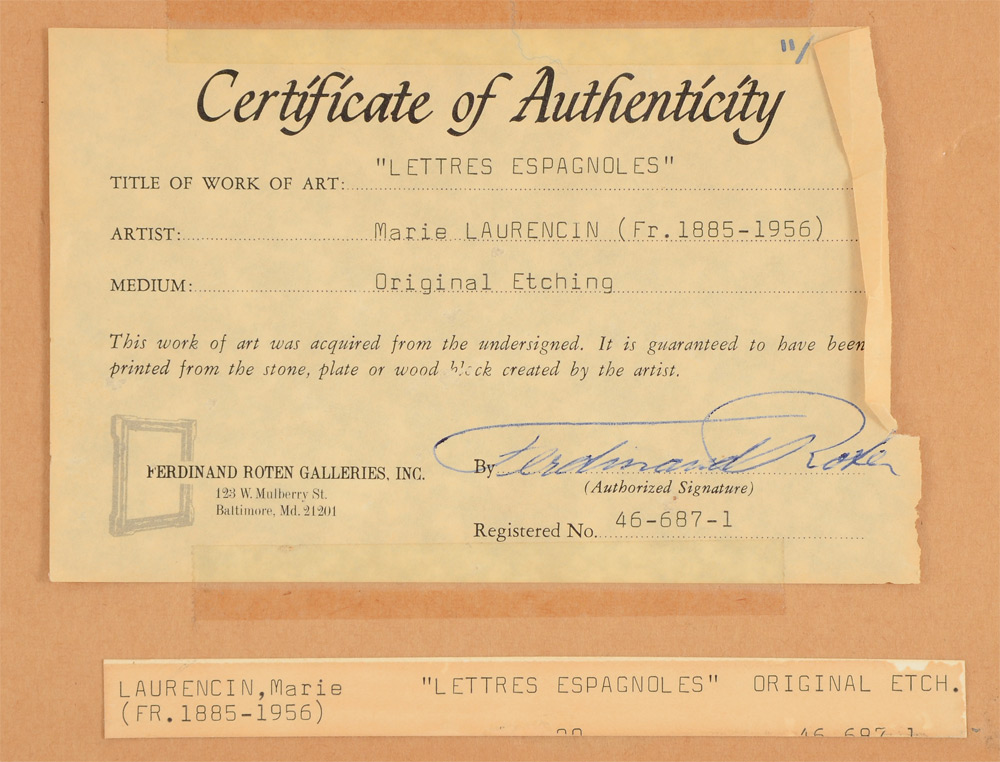 "/
Certificate of Authenticity
TITLE OF WORK OF ART: "LETTRES ESPAGNOLES"
ARTIST: Marie LAURENCIN (Fr.1885-1956)
MEDIUM: Original Etching
This work of art was acquired from the undersigned. It is guaranteed to have been
printed from the stone, plate or wood block created by the artist.
FERDINAND ROTEN GALLERIES, INC.
123 W. Mulberry St.
Baltimore, Md. 21201
By Ferdinand Roten
(Authorized Signature)
Registered No. 46-687-1
LAURENCIN,Marie "LETTRES ESPAGNOLES" ORIGINAL ETCH.
(FR.1885-1956)
46-687-1